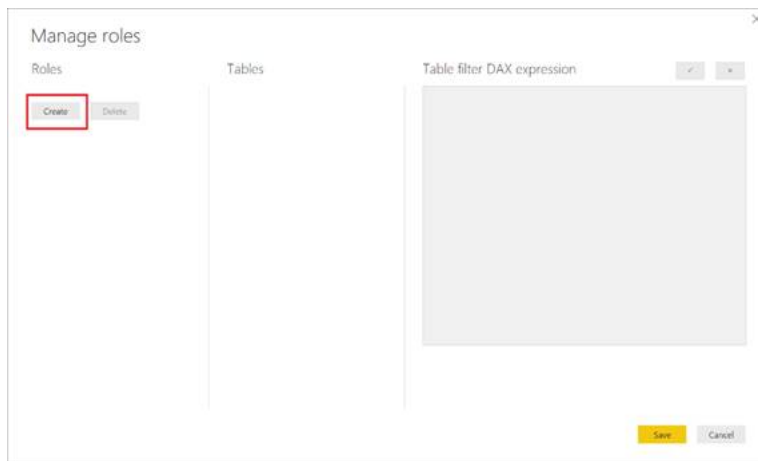 Manage roles
Roles
Tables
Table filter DAX expression
Create
Delete
Save
Cancel